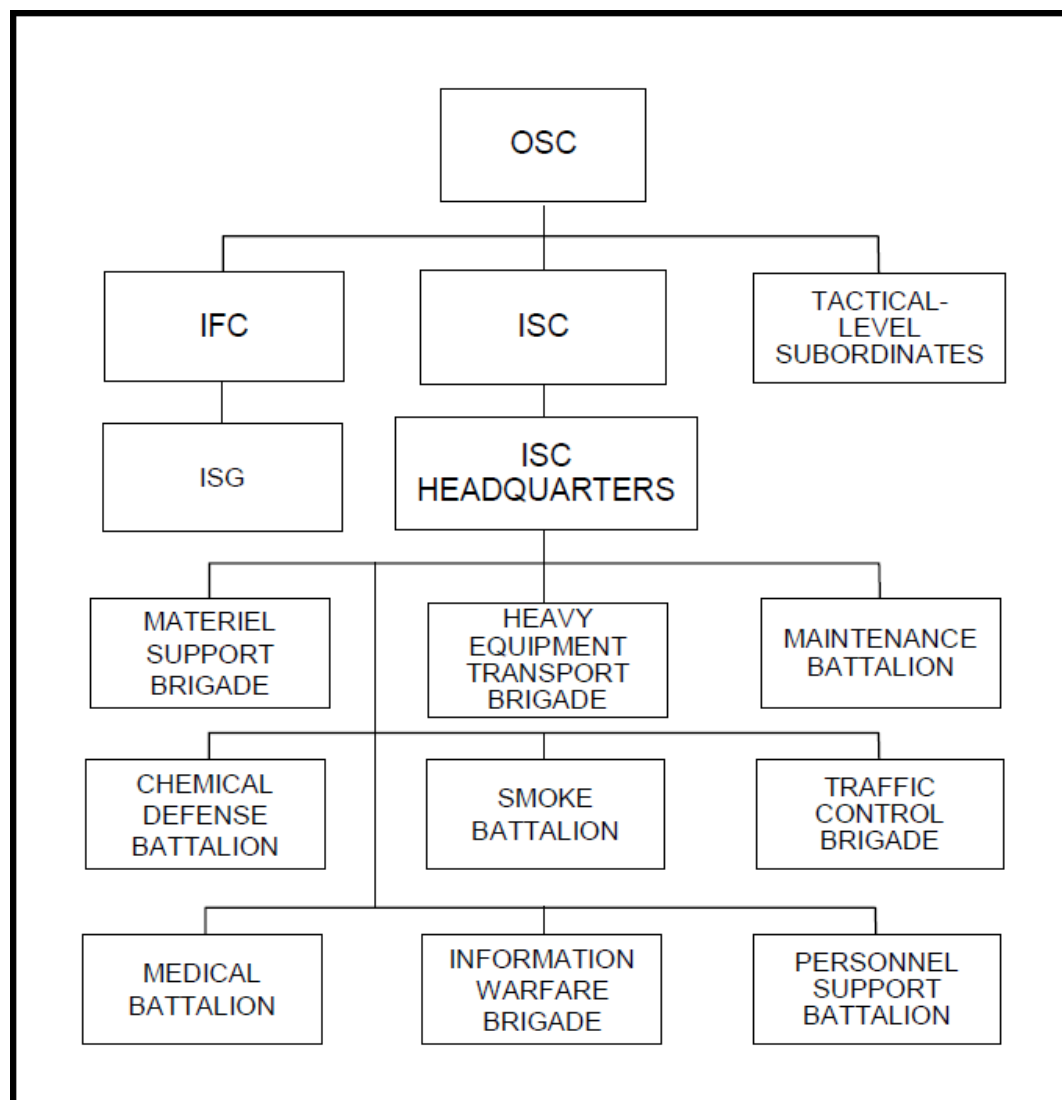 OSC
IFC
ISC
TACTICAL-
LEVEL
SUBORDINATES
ISG
ISC
HEADQUARTERS
MATERIEL
SUPPORT
BRIGADE
HEAVY
EQUIPMENT
TRANSPORT
BRIGADE
MAINTENANCE
BATTALION
CHEMICAL
DEFENSE
BATTALION
SMOKE
BATTALION
TRAFFIC
CONTROL
BRIGADE
MEDICAL
BATTALION
INFORMATION
WARFARE
BRIGADE
PERSONNEL
SUPPORT
BATTALION